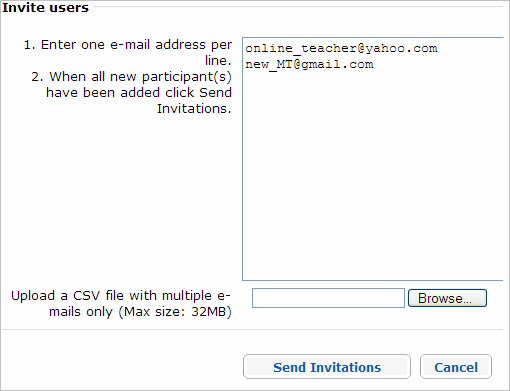 Invite users
1. Enter one e-mail address per
line.
2. When all new participant(s)
have been added click Send
Invitations.
online_teacher@yahoo.com
new_MT@gmail.com
Upload a CSV file with multiple e-
mails only (Max size: 32MB)
Browse...
Send Invitations
Cancel